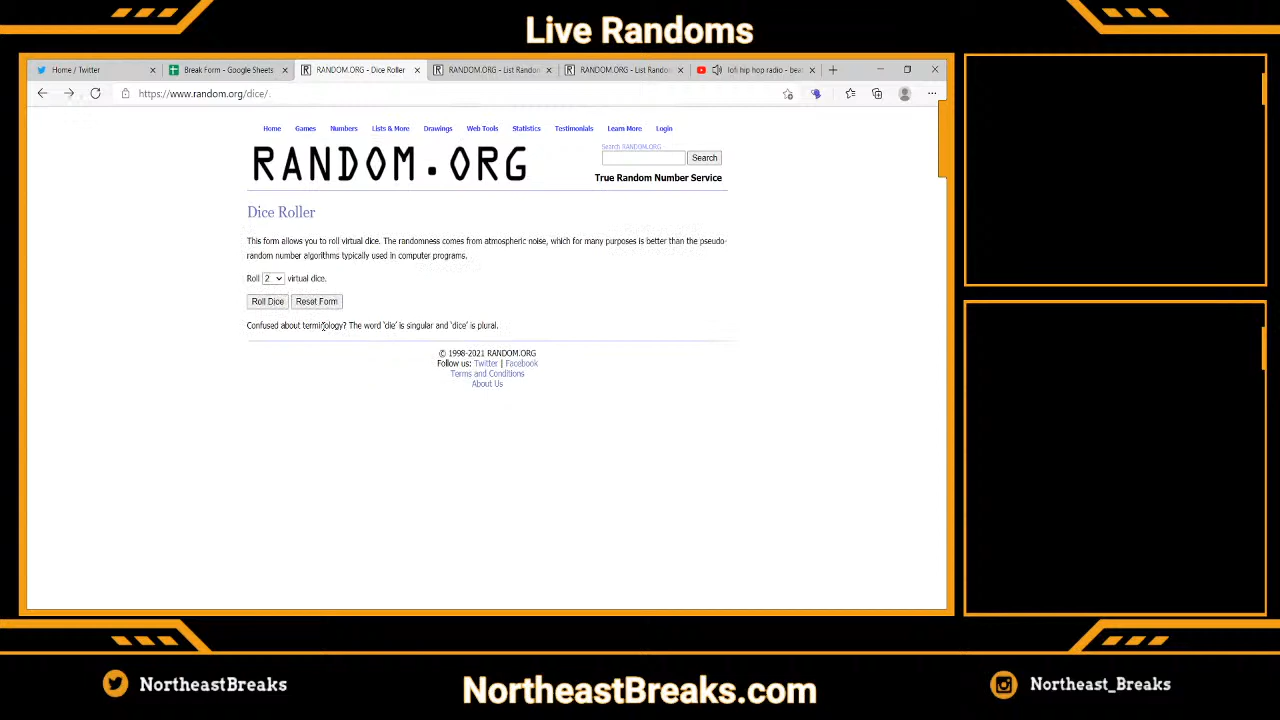 Live Randoms
Home / Twitter
Break Form - Google Sheets
RANDOM.ORG - Dice Roller
RANDOM.ORG - List Random
RANDOM.ORG - List Random
lofi hip hop radio - bea
https://www.random.org/dice/.
Home Games Numbers Lists & More Drawings Web Tools Statistics Testimonials Learn More Login
Search RANDOM.ORG
RANDOM.ORG
Search
True Random Number Service
Dice Roller
This form allows you to roll virtual dice. The randomness comes from atmospheric noise, which for many purposes is better than the pseudo-
random number algorithms typically used in computer programs.
Roll 2 virtual dice.
Roll Dice Reset Form
Confused about terminology? The word 'die' is singular and 'dice' is plural.
© 1998-2021 RANDOM.ORG
Follow us: Twitter | Facebook
Terms and Conditions
About Us
NortheastBreaks
NortheastBreaks.com
Northeast_Breaks